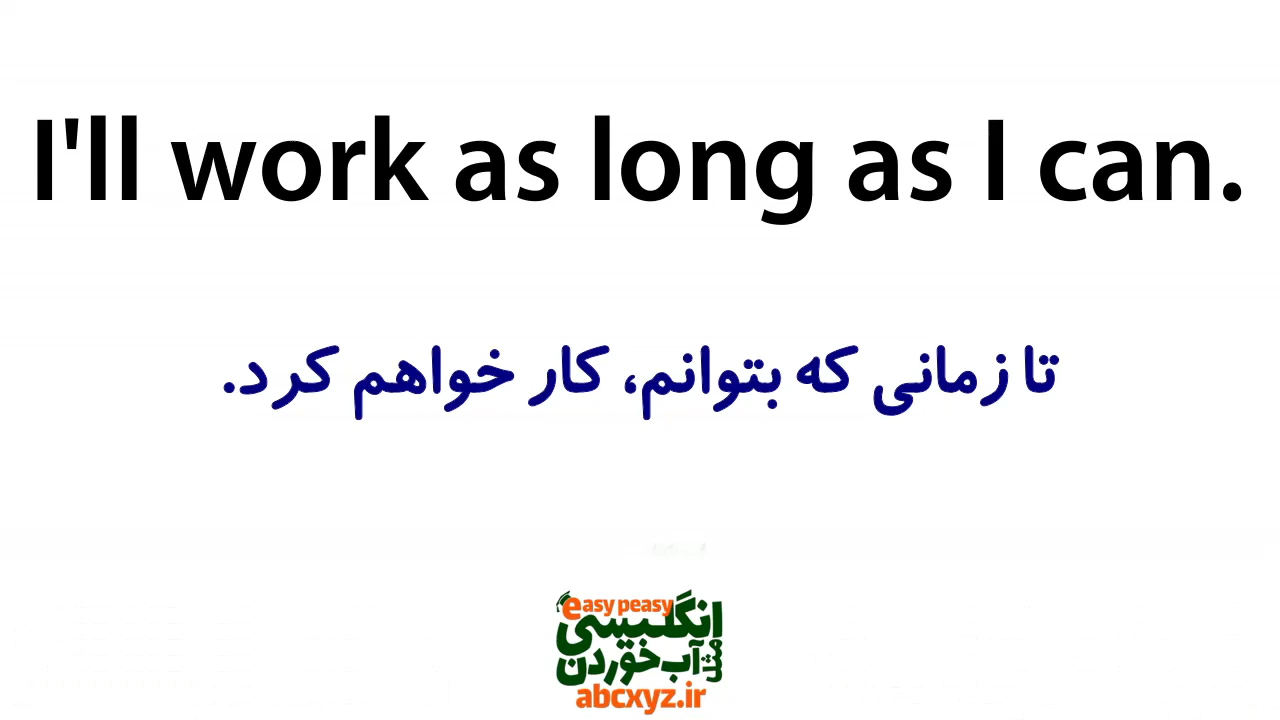 I'll work as long as I can.
تا زمانی که بتوانم، کار خواهم کرد.
easy peasy
انگلیسی
مثل آب خوردن
abcxyz.ir